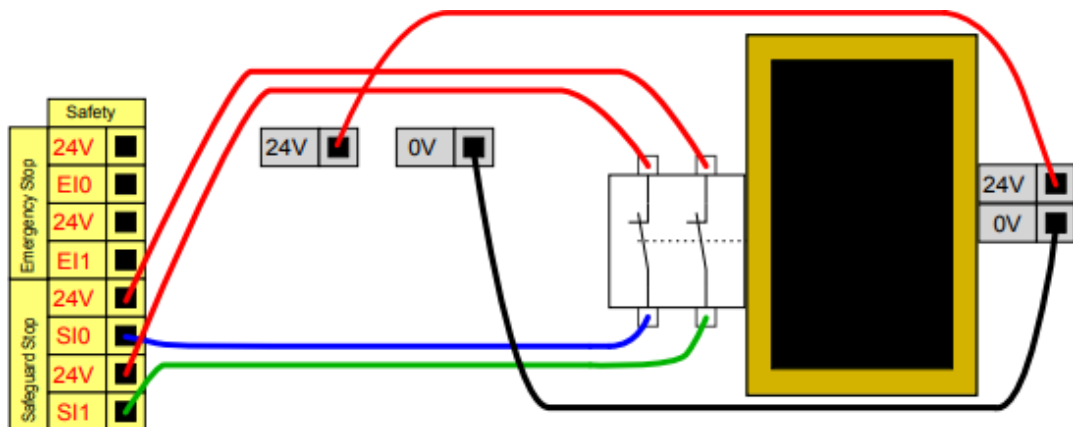 Safety
Emergency Stop
24V
EI0
24V
EI1
Safeguard Stop
24V
SI0
24V
SI1
24V
0V
24V
0V